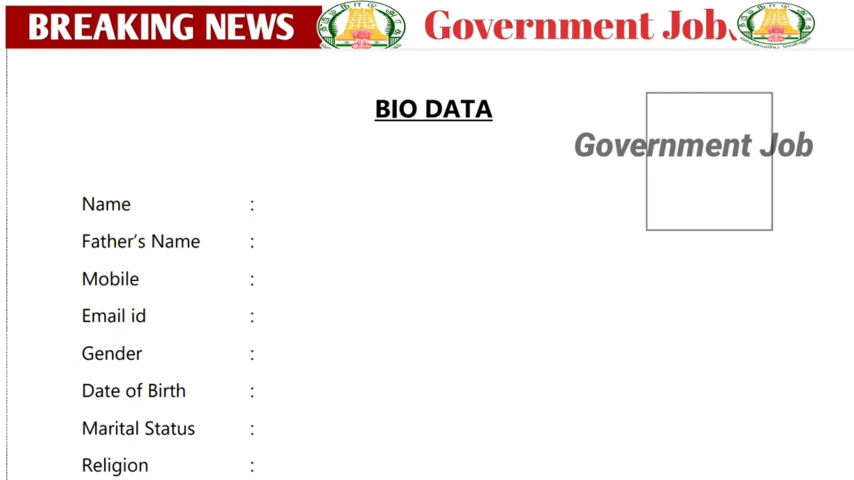 BREAKING NEWS
Government Job
BIO DATA
Government Job
Name :
Father's Name :
Mobile :
Email id :
Gender :
Date of Birth :
Marital Status :
Religion :